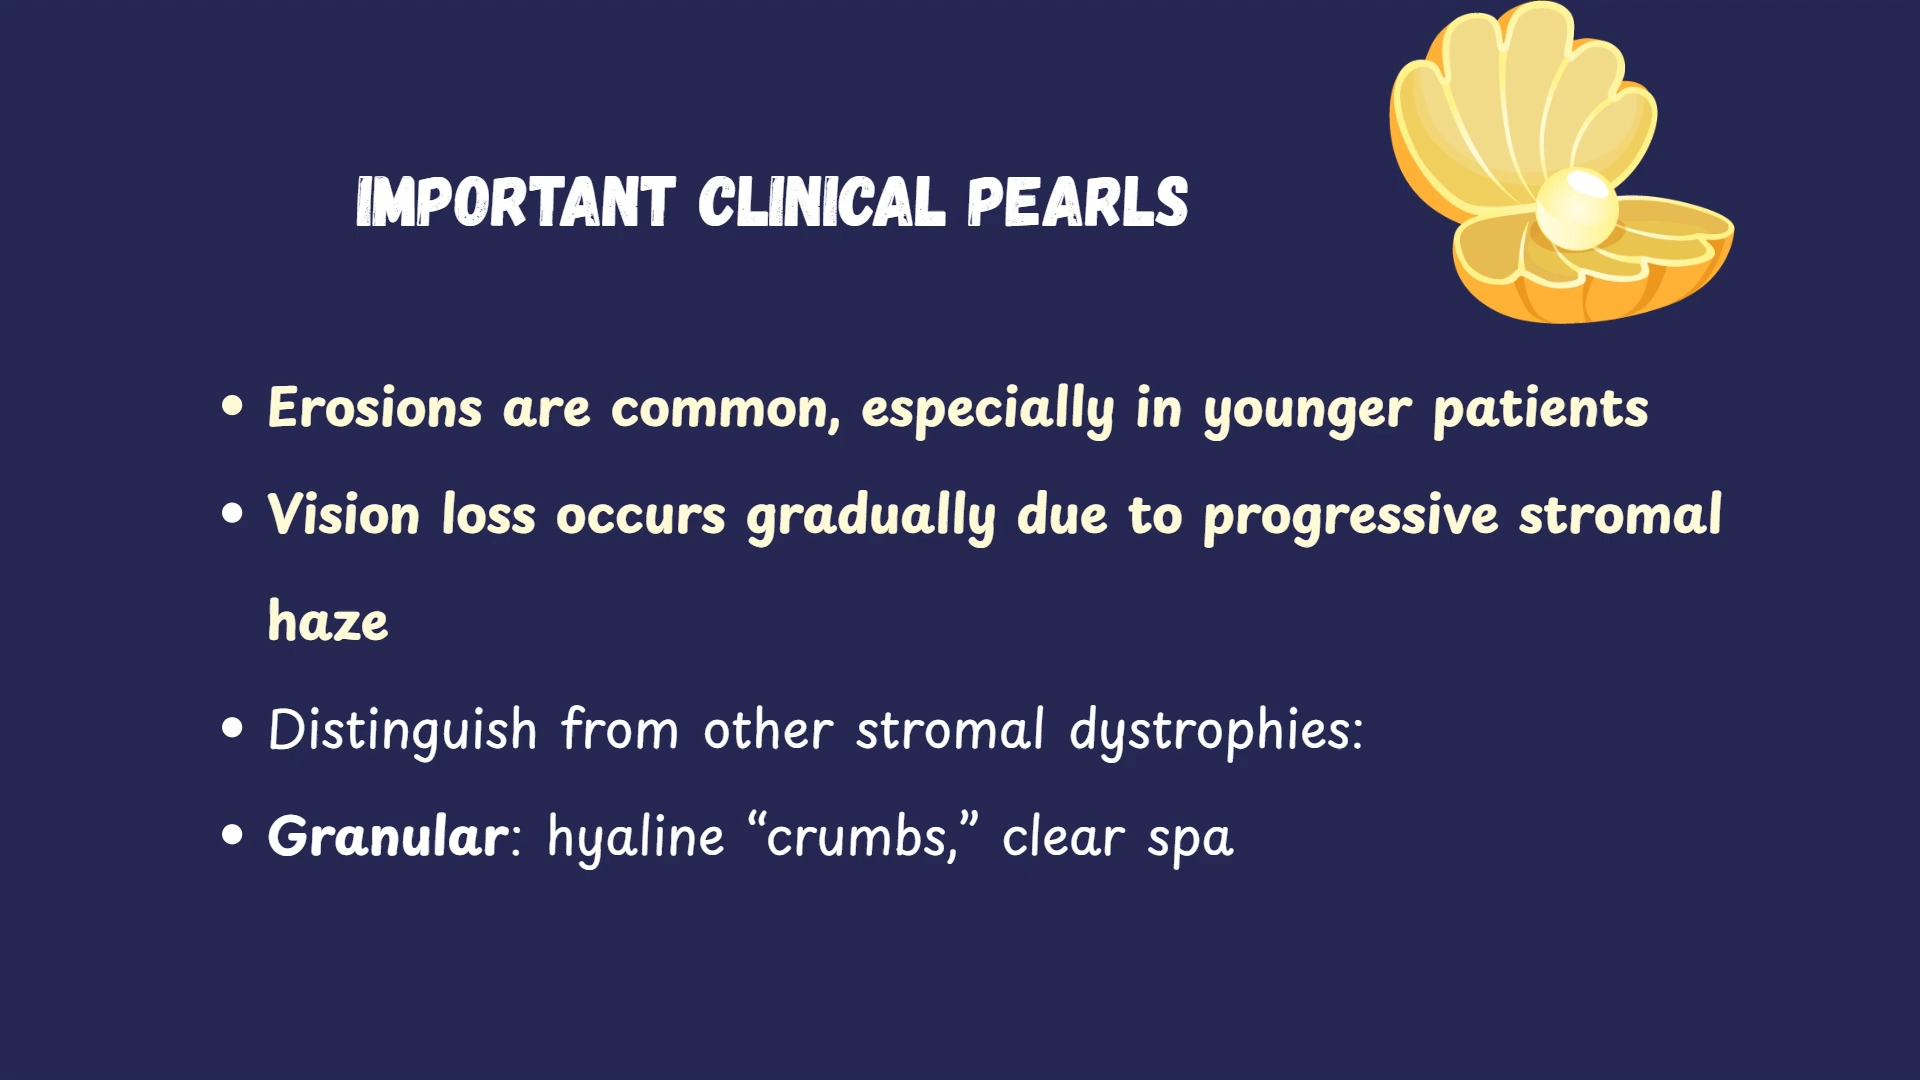 IMPORTANT CLINICAL PEARLS
• Erosions are common, especially in younger patients
• Vision loss occurs gradually due to progressive stromal
haze
• Distinguish from other stromal dystrophies:
• Granular: hyaline “crumbs,” clear spa